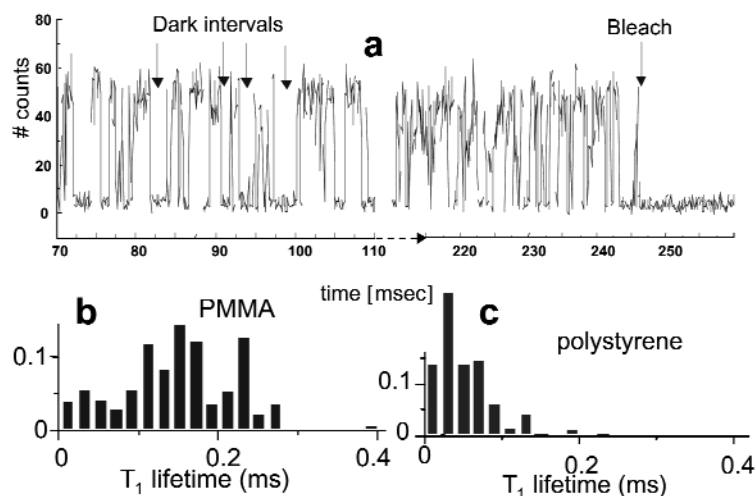 80
Dark intervals
Bleach
a
60
# counts
40
20
0
70 80 90 100 110 220 230 240 250
time [msec]
b
PMMA
c
polystyrene
0.1
0.1
0
0
0 0.2 0.4
0 0.2 0.4
T₁ lifetime (ms)
T₁ lifetime (ms)